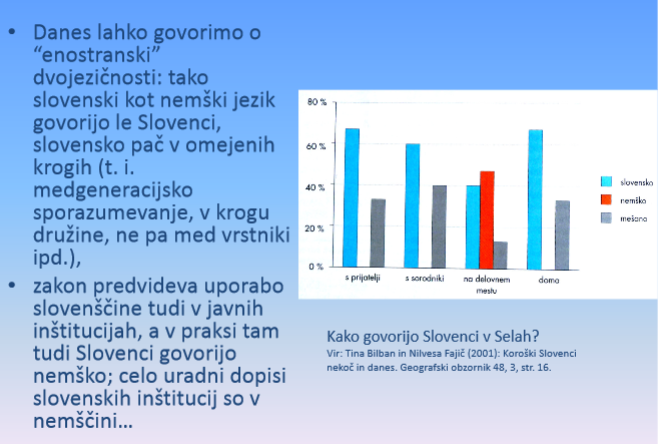 • Danes lahko govorimo o
“enostranski”
dvojezičnosti: tako
slovenski kot nemški jezik
govorijo le Slovenci,
slovensko pač v omejenih
krogih (t. i.
medgeneracijsko
sporazumevanje, v krogu
družine, ne pa med vrstniki
ipd.),
• zakon predvideva uporabo
slovenščine tudi v javnih
inštitucijah, a v praksi tam
tudi Slovenci govorijo
nemško; celo uradni dopisi
slovenskih inštitucij so v
nemščini…
80 %
60 %
40 %
20 %
0 %
s prijatelji
s sorodniki
na delovnem
mestu
doma
slovensko
nemško
mešano
Kako govorijo Slovenci v Selah?
Vir: Tina Bilban in Nilvesa Fajič (2001): Koroški Slovenci
nekoč in danes. Geografski obzornik 48, 3, str. 16.